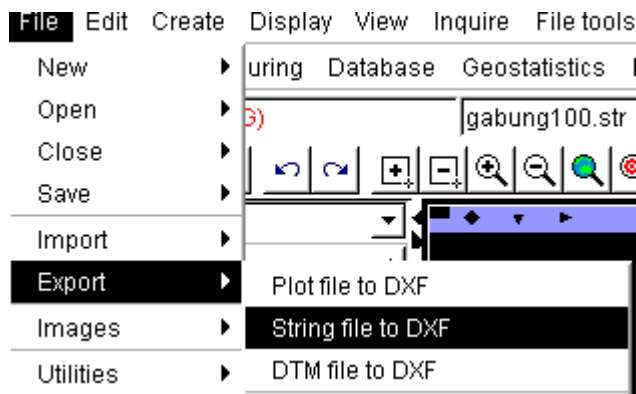 File Edit Create Display View Inquire File tools
New
uring Database Geostatistics
Open
G)
gabung100.str
Close
Save
Import
Export
Plot file to DXF
Images
String file to DXF
Utilities
DTM file to DXF